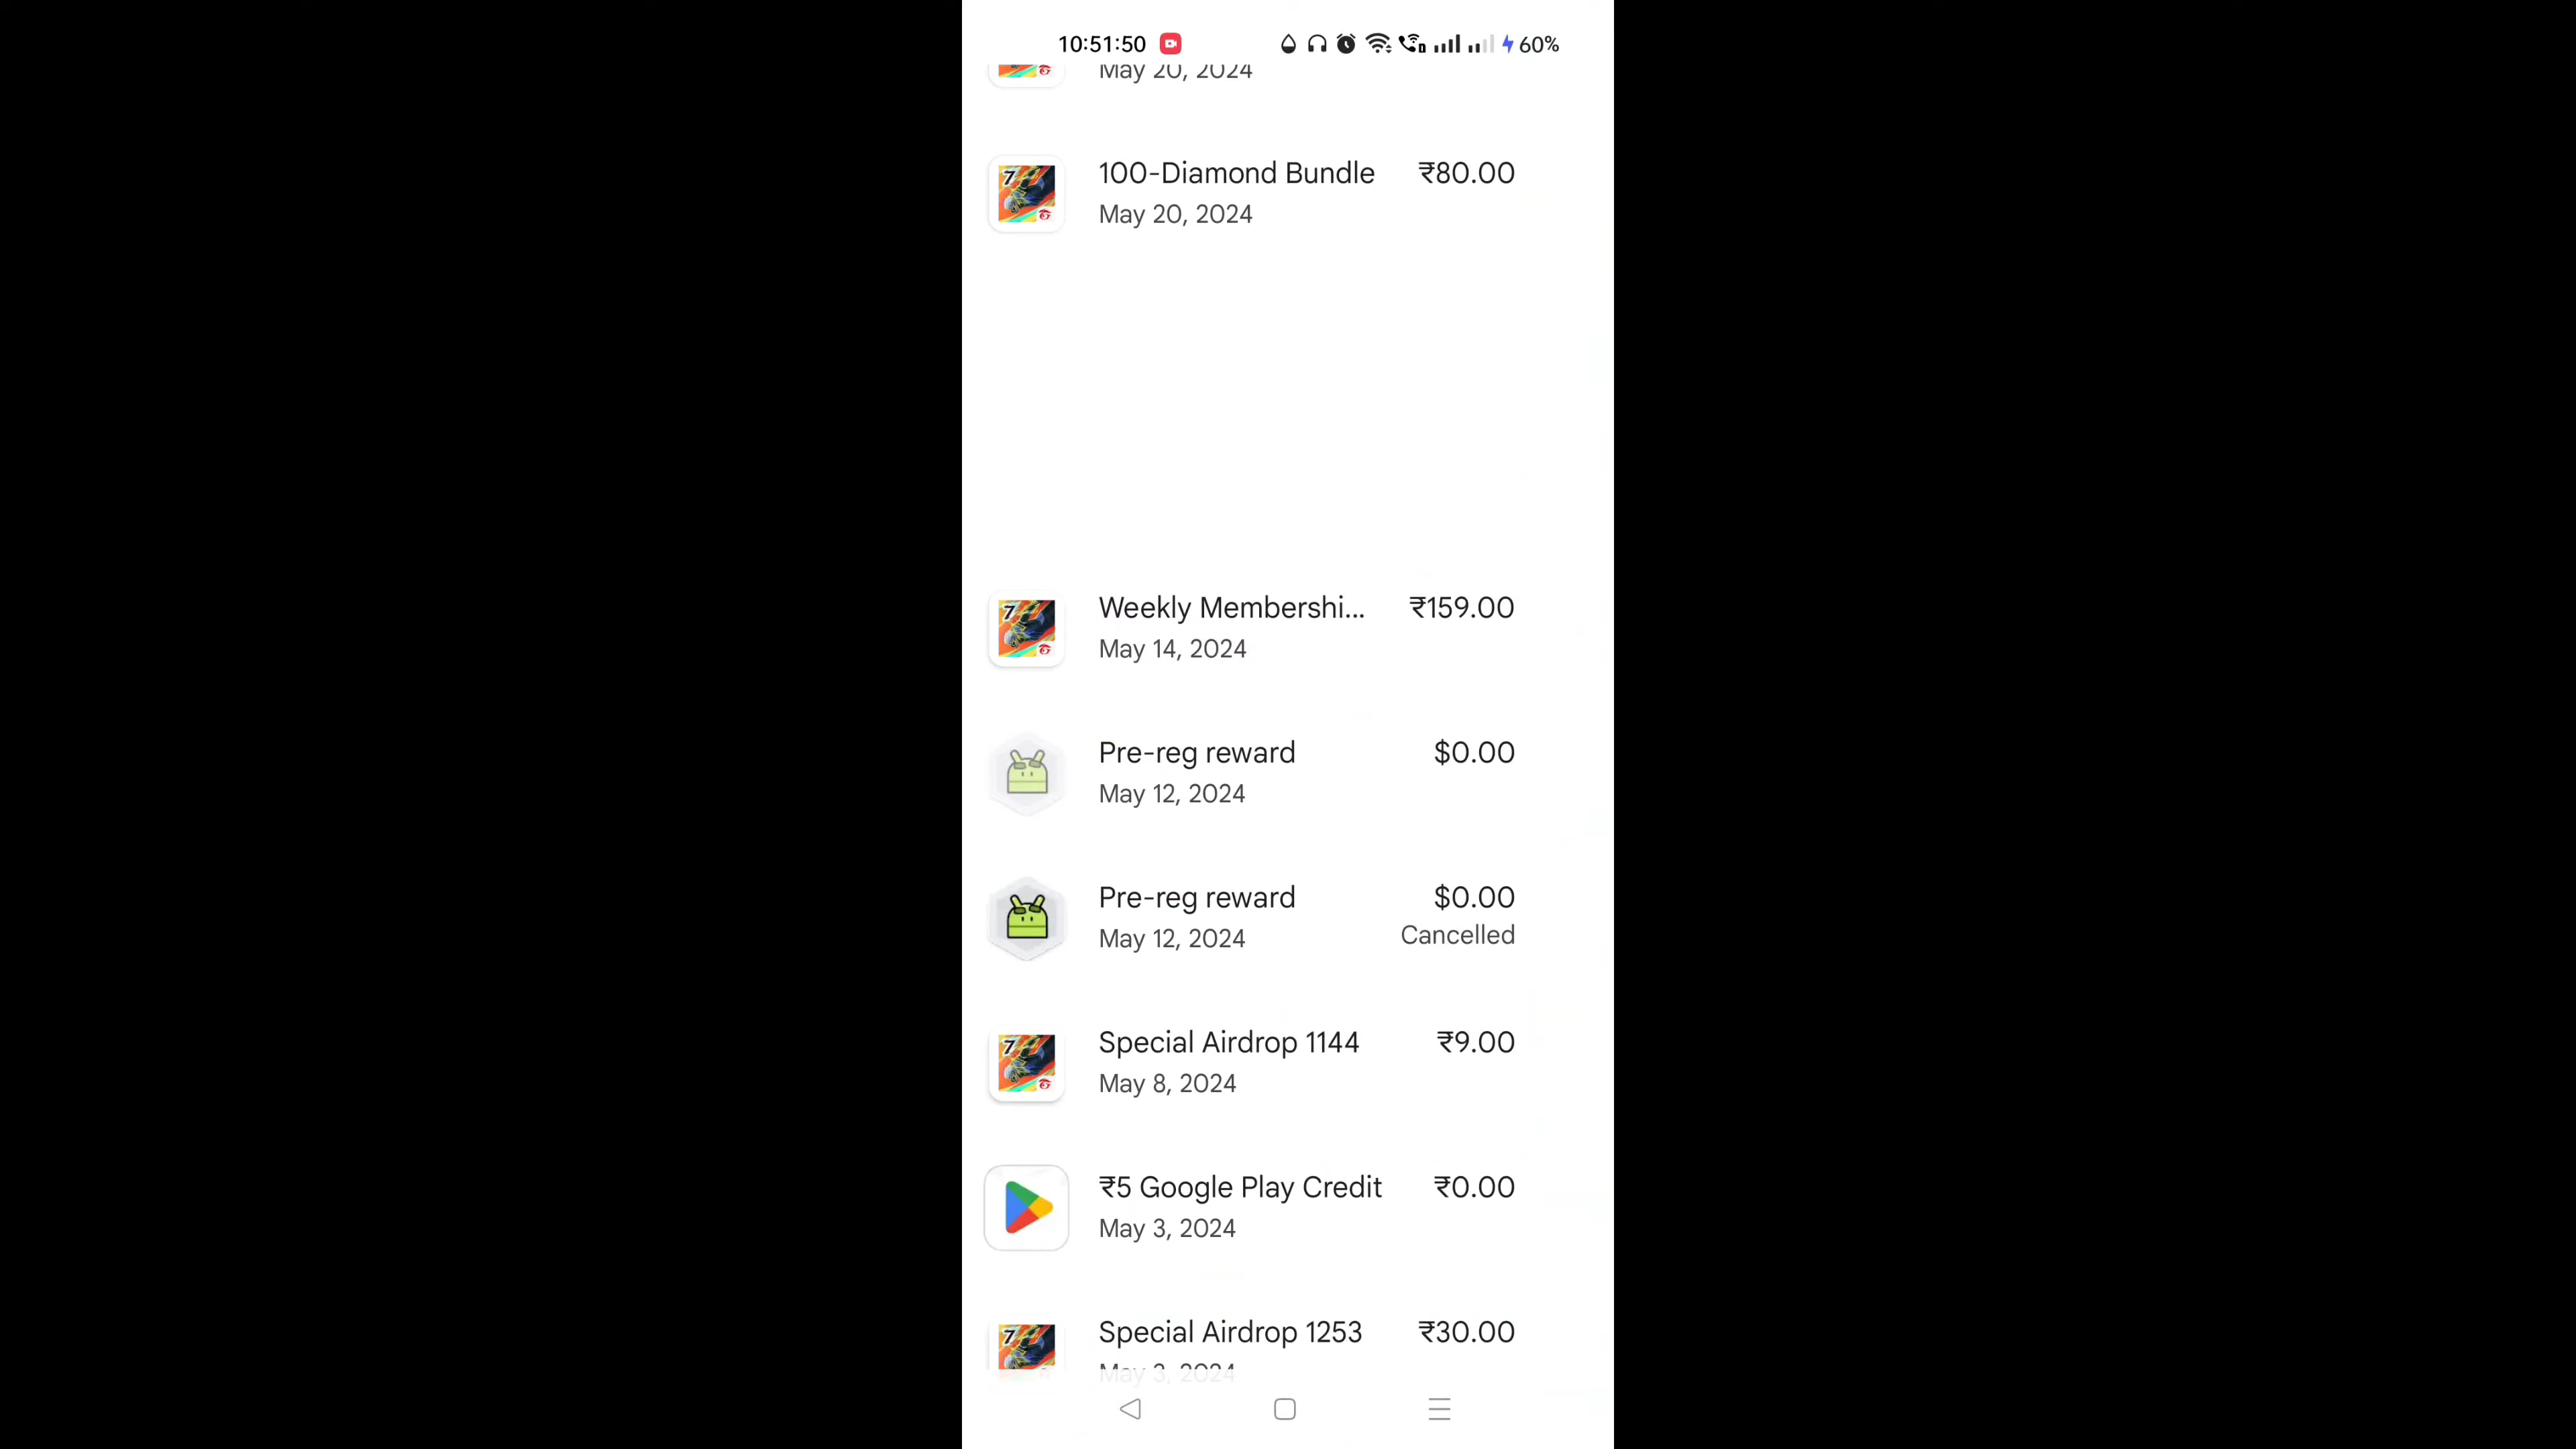 10:51:50 60%
May 20, 2024
100-Diamond Bundle ₹80.00
May 20, 2024
Weekly Membershi... ₹159.00
May 14, 2024
Pre-reg reward $0.00
May 12, 2024
Pre-reg reward $0.00
May 12, 2024 Cancelled
Special Airdrop 1144 ₹9.00
May 8, 2024
₹5 Google Play Credit ₹0.00
May 3, 2024
Special Airdrop 1253 ₹30.00
May 3, 2024